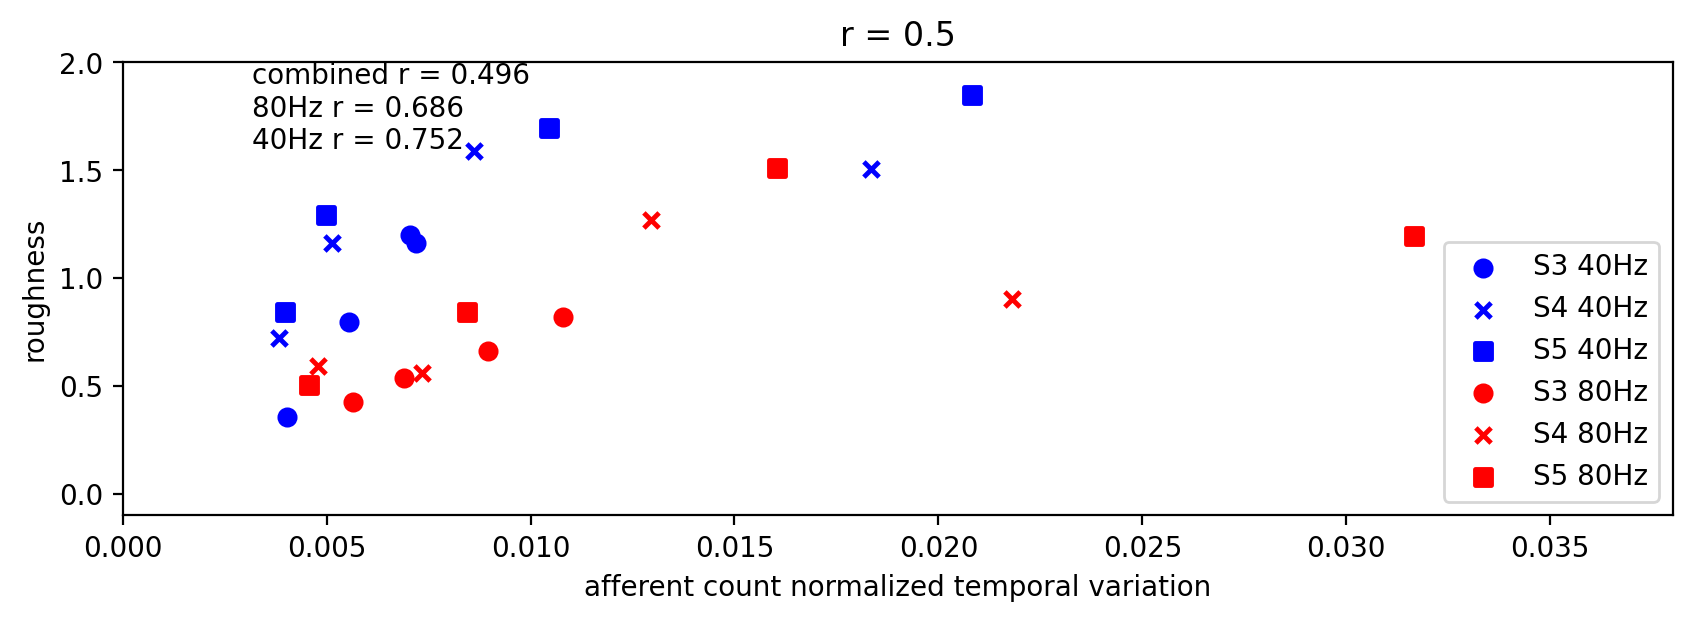 r = 0.5
combined r = 0.496
80Hz r = 0.686
40Hz r = 0.752
2.0
1.5
1.0
0.5
0.0
roughness
S3 40Hz
S4 40Hz
S5 40Hz
S3 80Hz
S4 80Hz
S5 80Hz
0.000 0.005 0.010 0.015 0.020 0.025 0.030 0.035
afferent count normalized temporal variation